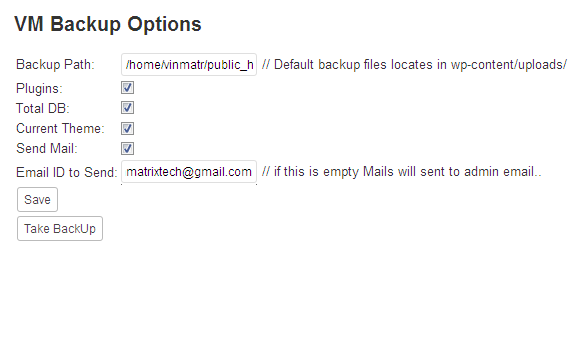 VM Backup Options
Backup Path: /home/vinmatr/public_h // Default backup files locates in wp-content/uploads/
Plugins:
Total DB:
Current Theme:
Send Mail:
Email ID to Send: matrixtech@gmail.com // if this is empty Mails will sent to admin email..
Save
Take BackUp